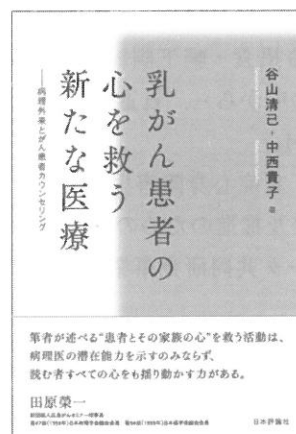 谷山清己・中西貴子 著
乳がん患者の
心を救う
新たな医療
――病理外来とがん患者カウンセリング
筆者が述べる“患者とその家族の心”を救う活動は、
病理医の潜在能力を示すのみならず、
読む者すべての心をも揺り動かす力がある。
田原榮一
日本評論社